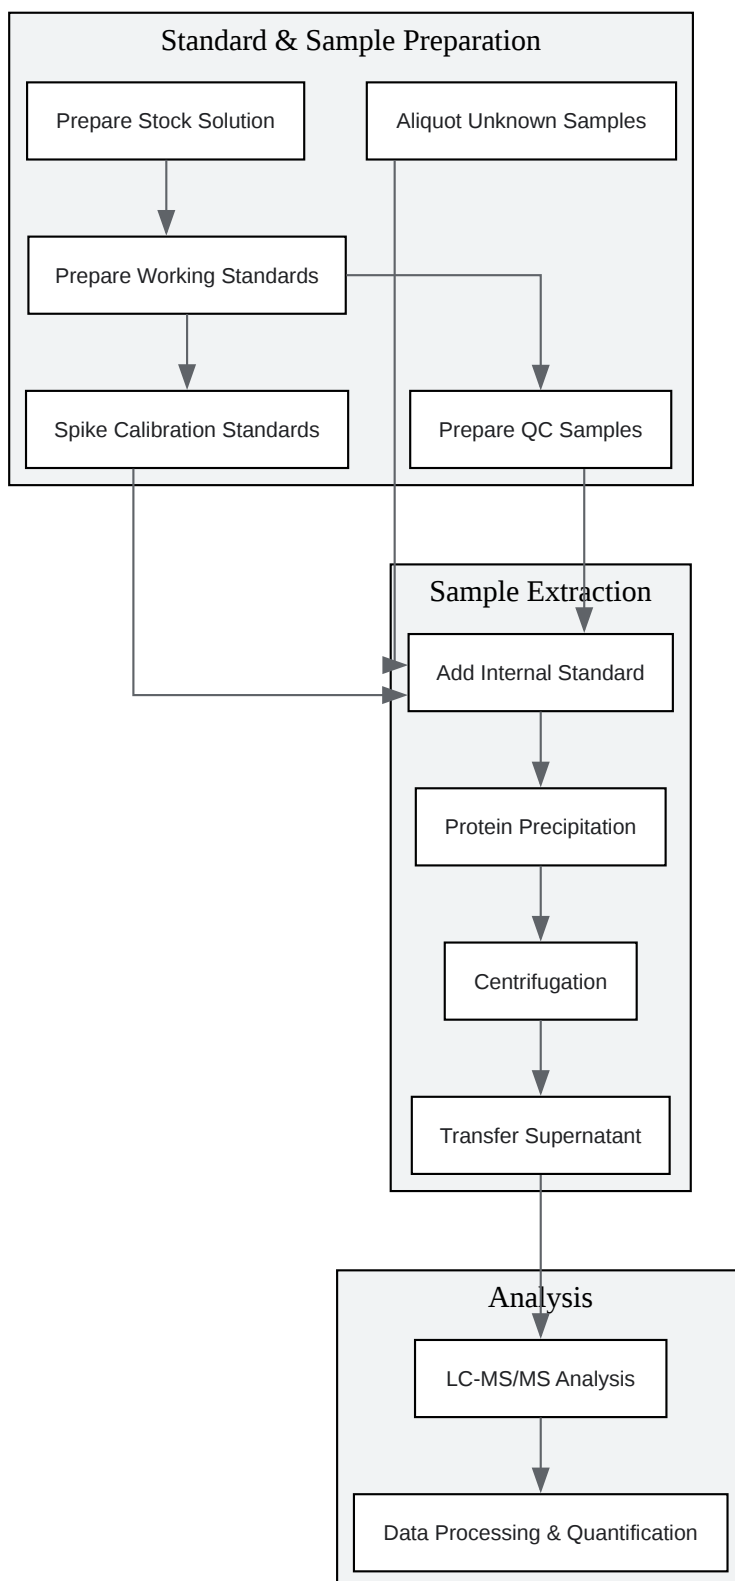 Standard & Sample Preparation
Prepare Stock Solution
Aliquot Unknown Samples
Prepare Working Standards
Spike Calibration Standards
Prepare QC Samples
Sample Extraction
Add Internal Standard
Protein Precipitation
Centrifugation
Transfer Supernatant
Analysis
LC-MS/MS Analysis
Data Processing & Quantification